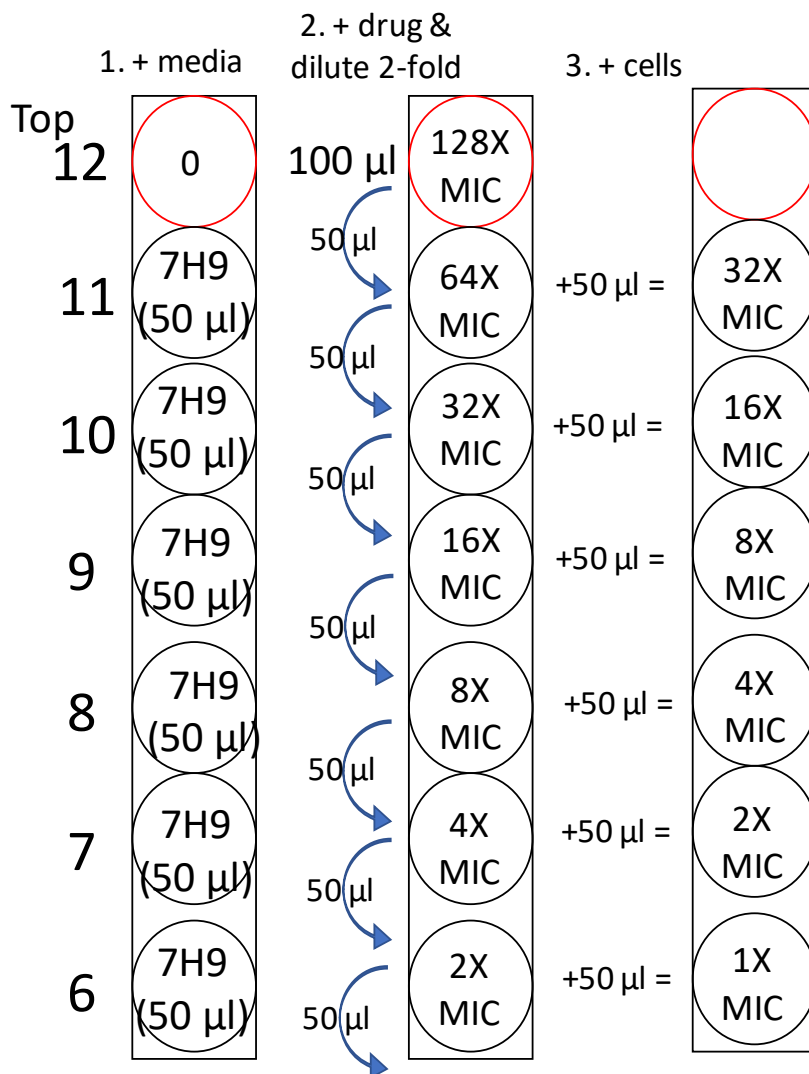 1. + media
2. + drug &
dilute 2-fold
3. + cells
Top
12
0
100 µl
128X
MIC
50 µl
11
7H9
(50 µl)
64X
MIC
+50 µl =
32X
MIC
50 µl
10
7H9
(50 µl)
32X
MIC
+50 µl =
16X
MIC
50 µl
9
7H9
(50 µl)
16X
MIC
+50 µl =
8X
MIC
50 µl
8
7H9
(50 µl)
8X
MIC
+50 µl =
4X
MIC
50 µl
7
7H9
(50 µl)
4X
MIC
+50 µl =
2X
MIC
50 µl
6
7H9
(50 µl)
2X
MIC
+50 µl =
1X
MIC
50 µl